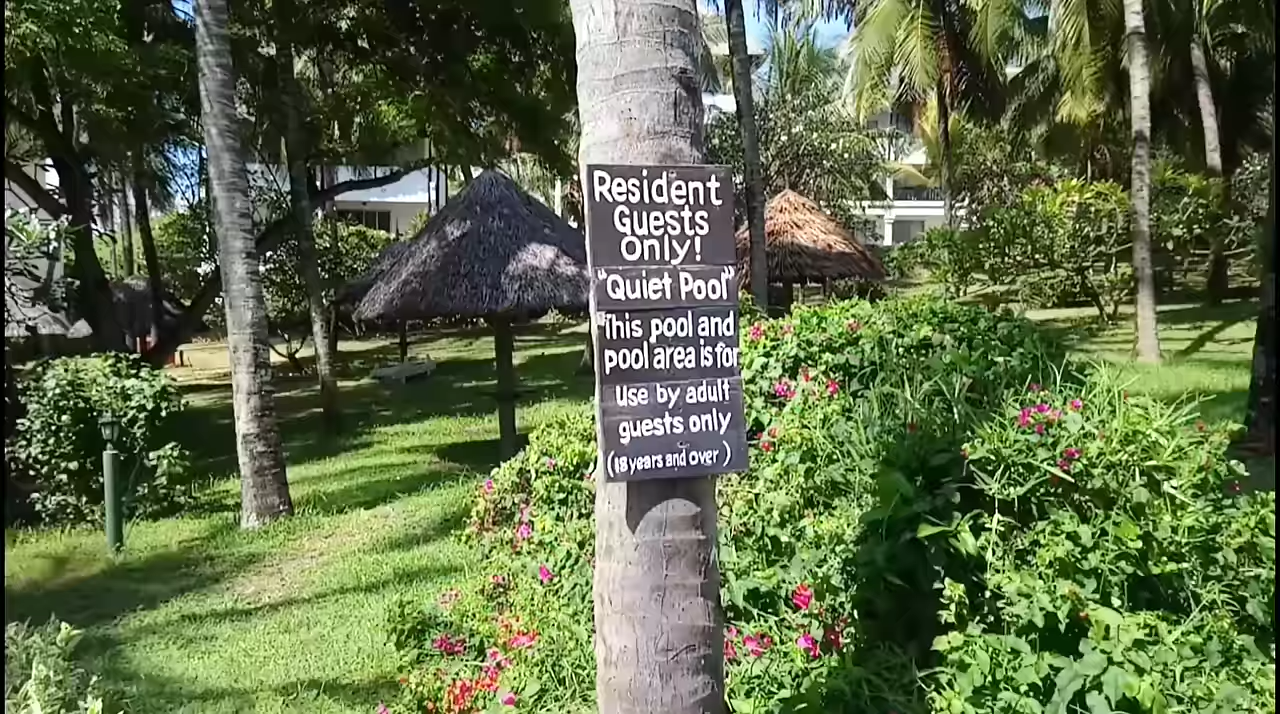 Resident
Guests
Only!
"Quiet Pool"
"This pool and
pool area is for
use by adult
guests only
(18 years and over)